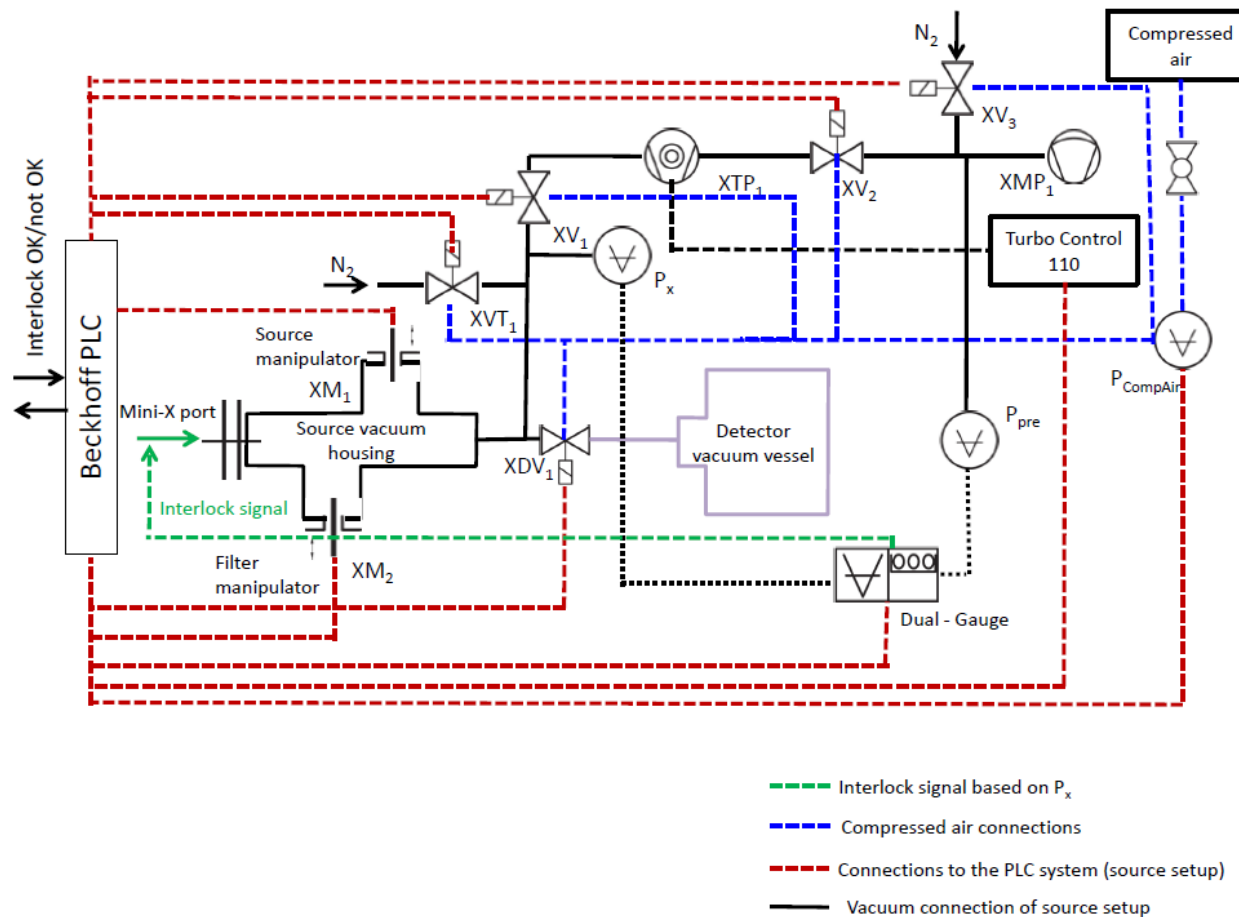 N2
Compressed
air
XV3
XTP1
XV2
XMP1
Interlock OK/not OK
Beckhoff PLC
XV1
Px
Turbo Control
110
N2
XVT1
Source
manipulator
XM1
PCompAir
Mini-X port
Source vacuum
housing
XDV1
Detector
vacuum vessel
Ppre
Interlock signal
Filter
manipulator
XM2
Dual - Gauge
Interlock signal based on Px
Compressed air connections
Connections to the PLC system (source setup)
Vacuum connection of source setup